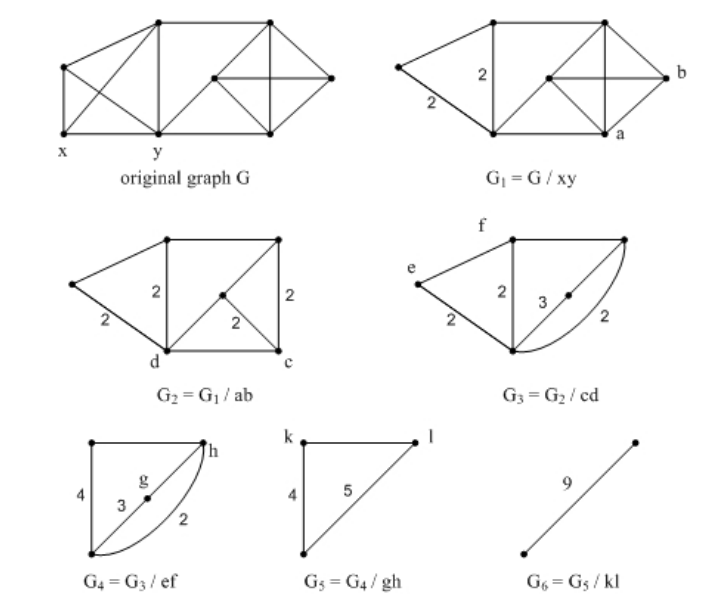 2
2
b
a
x
y
original graph G
G₁ = G / xy
f
e
2
2
2
2
2
3
2
2
d
c
G₂ = G₁ / ab
G₃ = G₂ / cd
k
l
h
g
4
3
2
4
5
9
G₄ = G₃ / ef
G₅ = G₄ / gh
G₆ = G₅ / kl